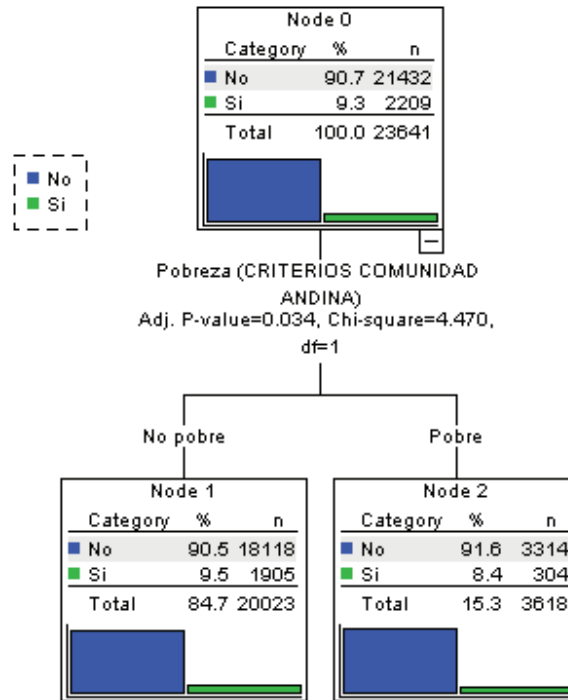 Node 0
Category % n
No 90.7 21432
Si 9.3 2209
Total 100.0 23641
No
Si
Pobreza (CRITERIOS COMUNIDAD
ANDINA)
Adj. P-value=0.034, Chi-square=4.470,
df=1
No pobre
Pobre
Node 1
Category % n
No 90.5 18118
Si 9.5 1905
Total 84.7 20023
Node 2
Category % n
No 91.6 3314
Si 8.4 304
Total 15.3 3618